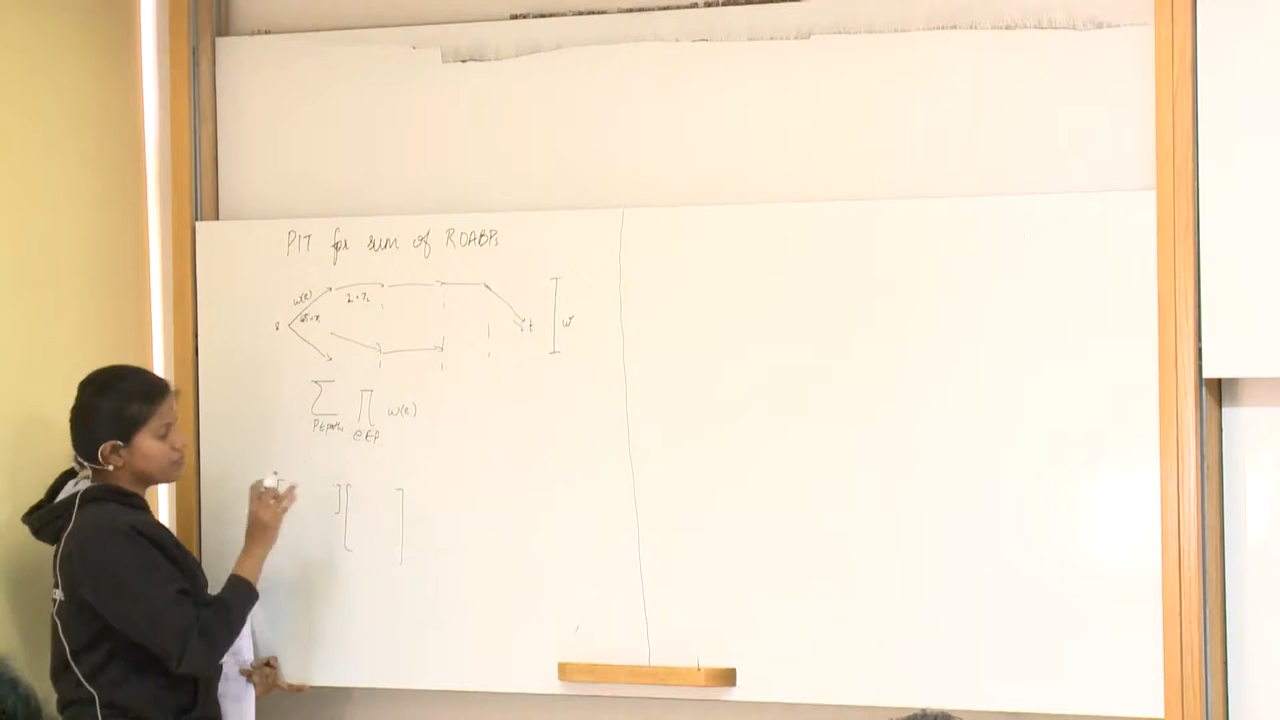 PIT for sum of ROABPs
w(e)
s
t
w
∑ ∏ w(e)
P∈paths e∈P
[ ] [ ]